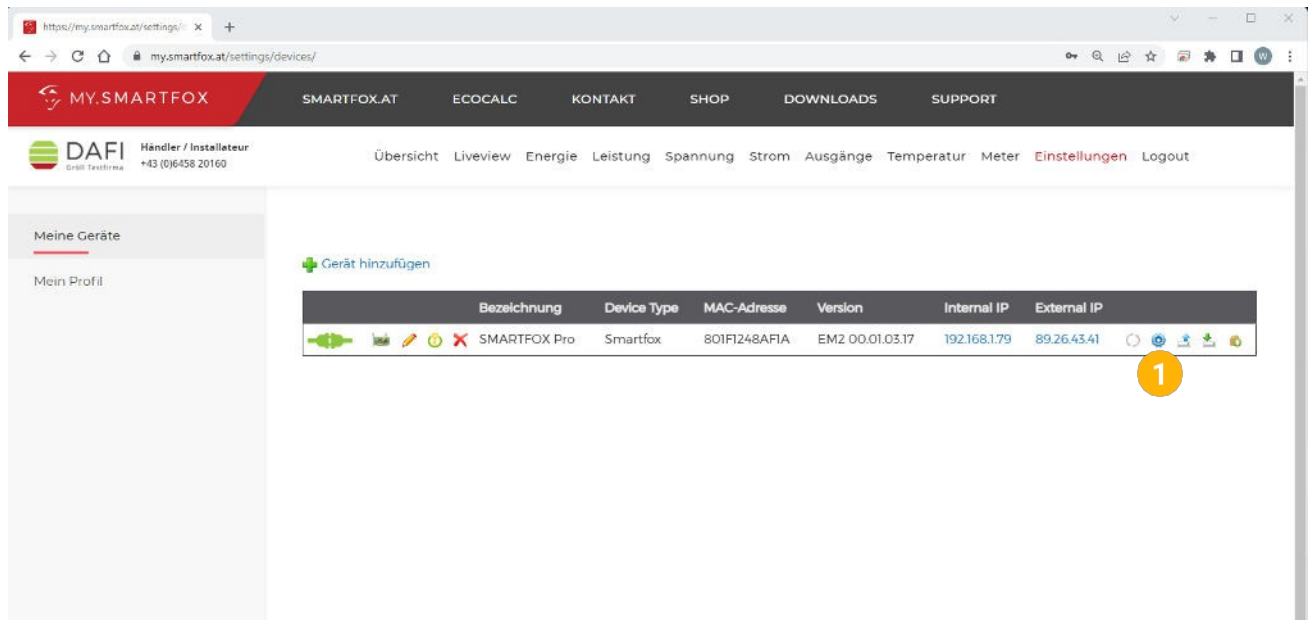 https://my.smartfox.at/settings/
my.smartfox.at/settings/devices/
W
MY.SMARTFOX
SMARTFOX.AT ECOCALC KONTAKT SHOP DOWNLOADS SUPPORT
DAFI
Größl Testfirma
Händler / Installateur
+43 (0)6458 20160
Übersicht Liveview Energie Leistung Spannung Strom Ausgänge Temperatur Meter Einstellungen Logout
Meine Geräte
Mein Profil
Gerät hinzufügen
Bezeichnung Device Type MAC-Adresse Version Internal IP External IP
SMARTFOX Pro Smartfox 801F1248AF1A EM2 00.01.03.17 192.168.1.79 89.26.43.41
1